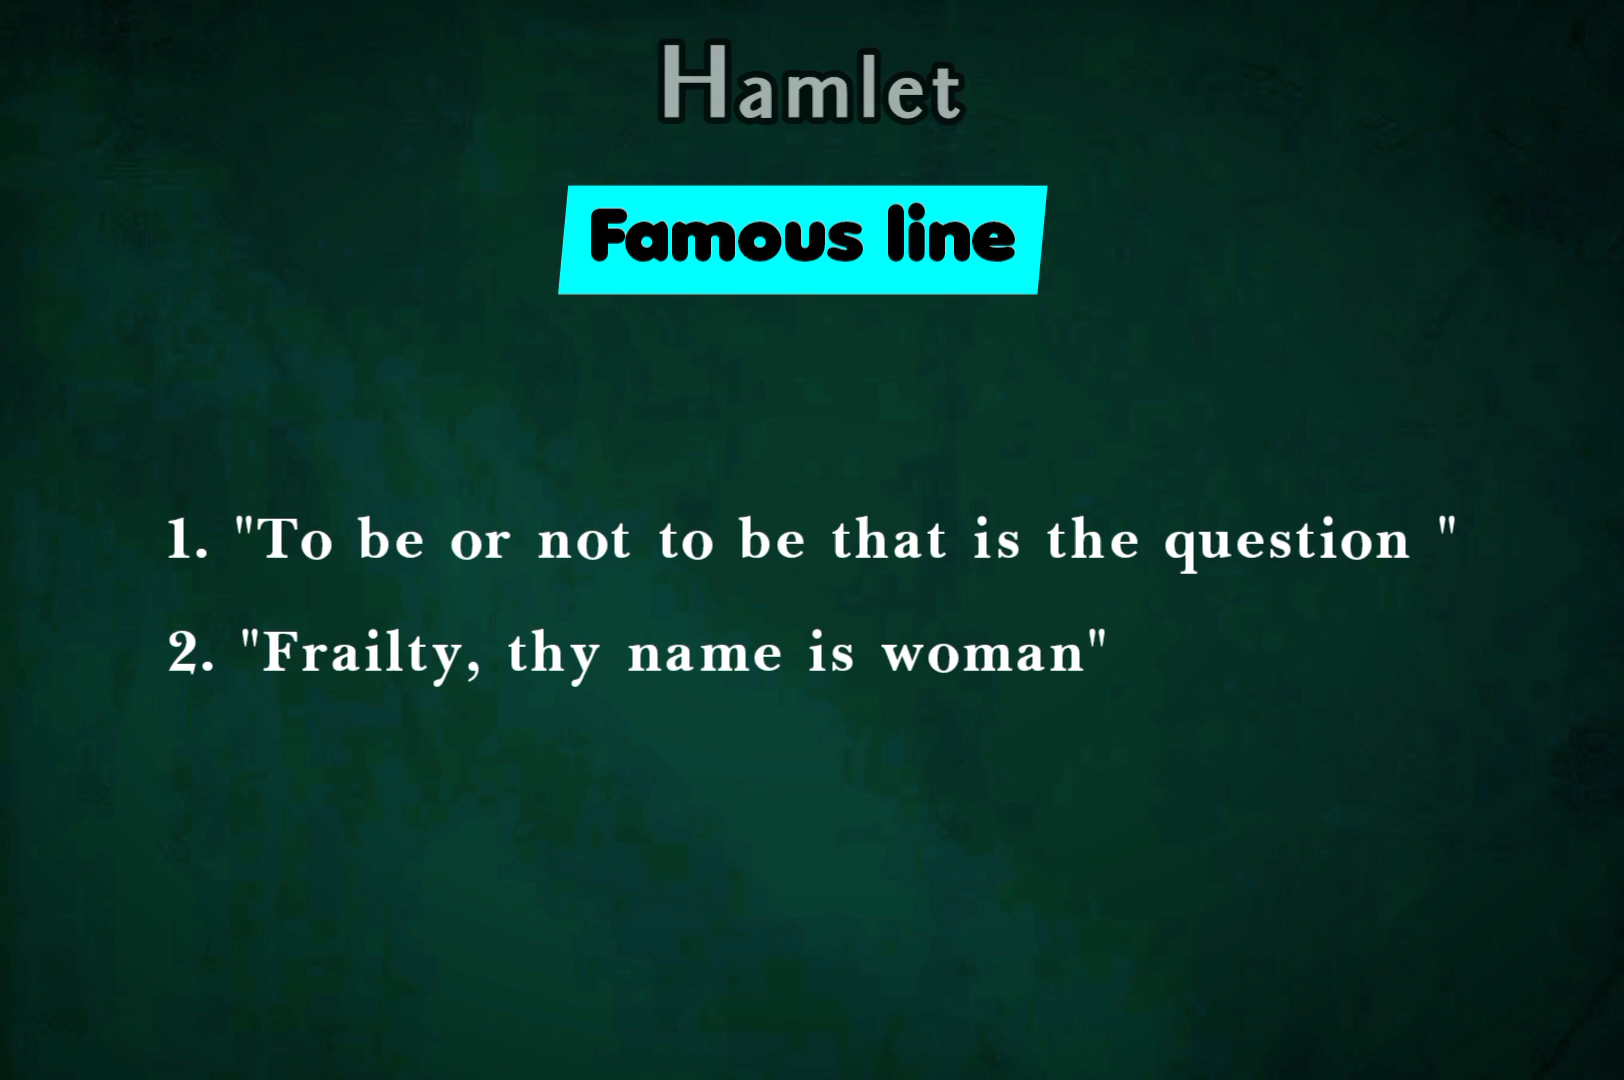 Hamlet
Famous line
1. "To be or not to be that is the question "
2. "Frailty, thy name is woman"